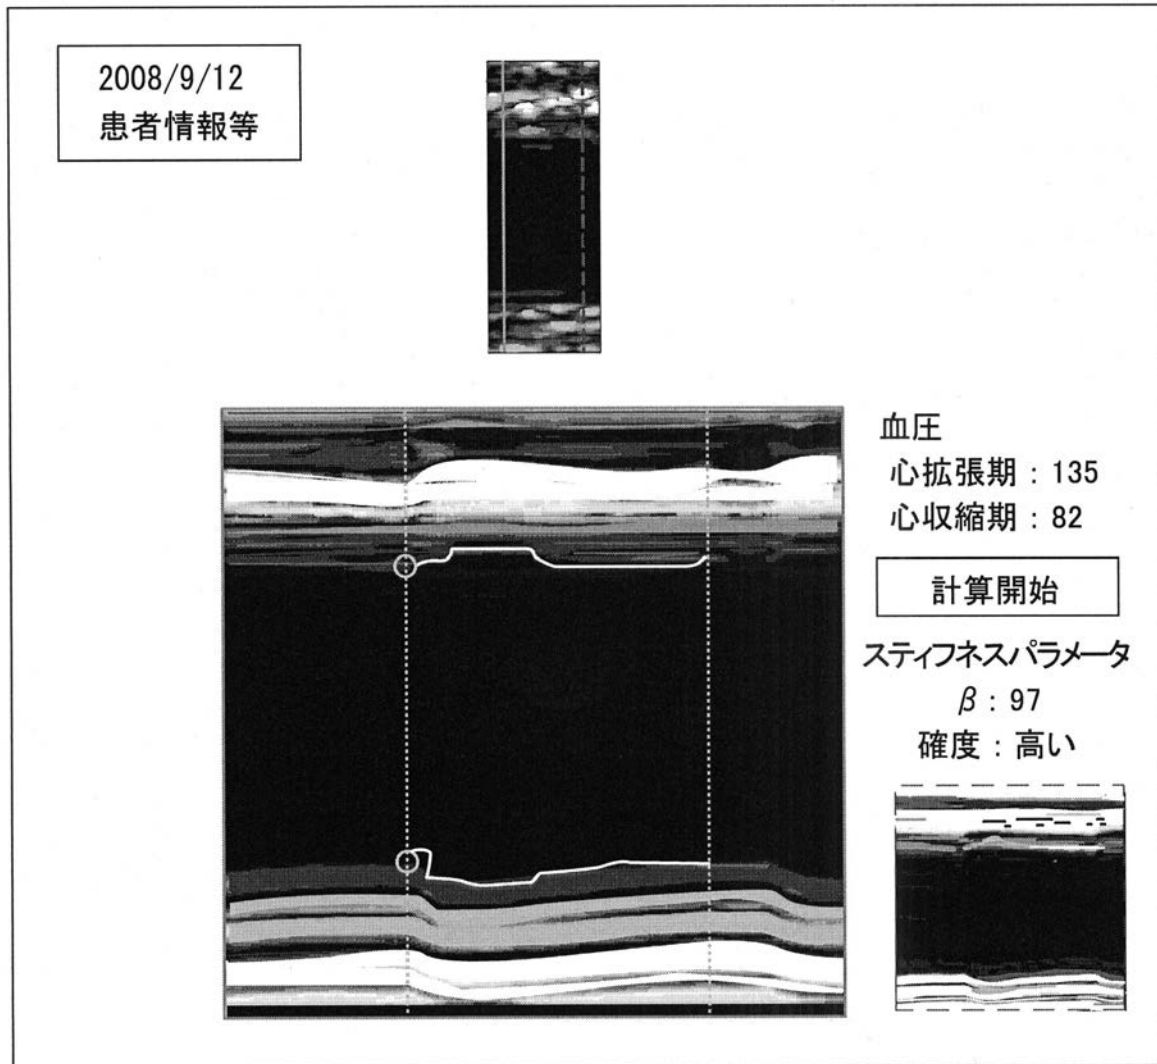 2008/9/12
患者情報等
血圧
心拡張期：135
心収縮期：82
計算開始
スティフネスパラメータ
β：97
確度：高い